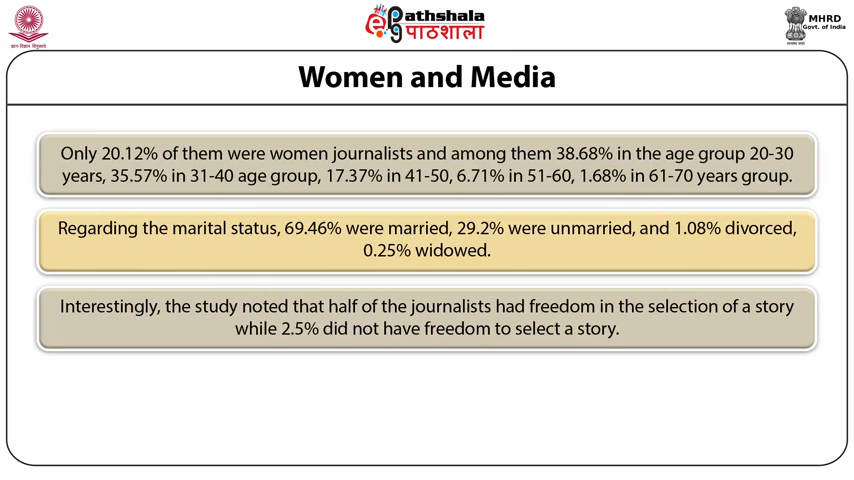 Pathshala
पाठशाला
MHRD
Govt. of India
ज्ञान-विज्ञान विमुक्तये
Women and Media
Only 20.12% of them were women journalists and among them 38.68% in the age group 20-30
years, 35.57% in 31-40 age group, 17.37% in 41-50, 6.71% in 51-60, 1.68% in 61-70 years group.
Regarding the marital status, 69.46% were married, 29.2% were unmarried, and 1.08% divorced,
0.25% widowed.
Interestingly, the study noted that half of the journalists had freedom in the selection of a story
while 2.5% did not have freedom to select a story.